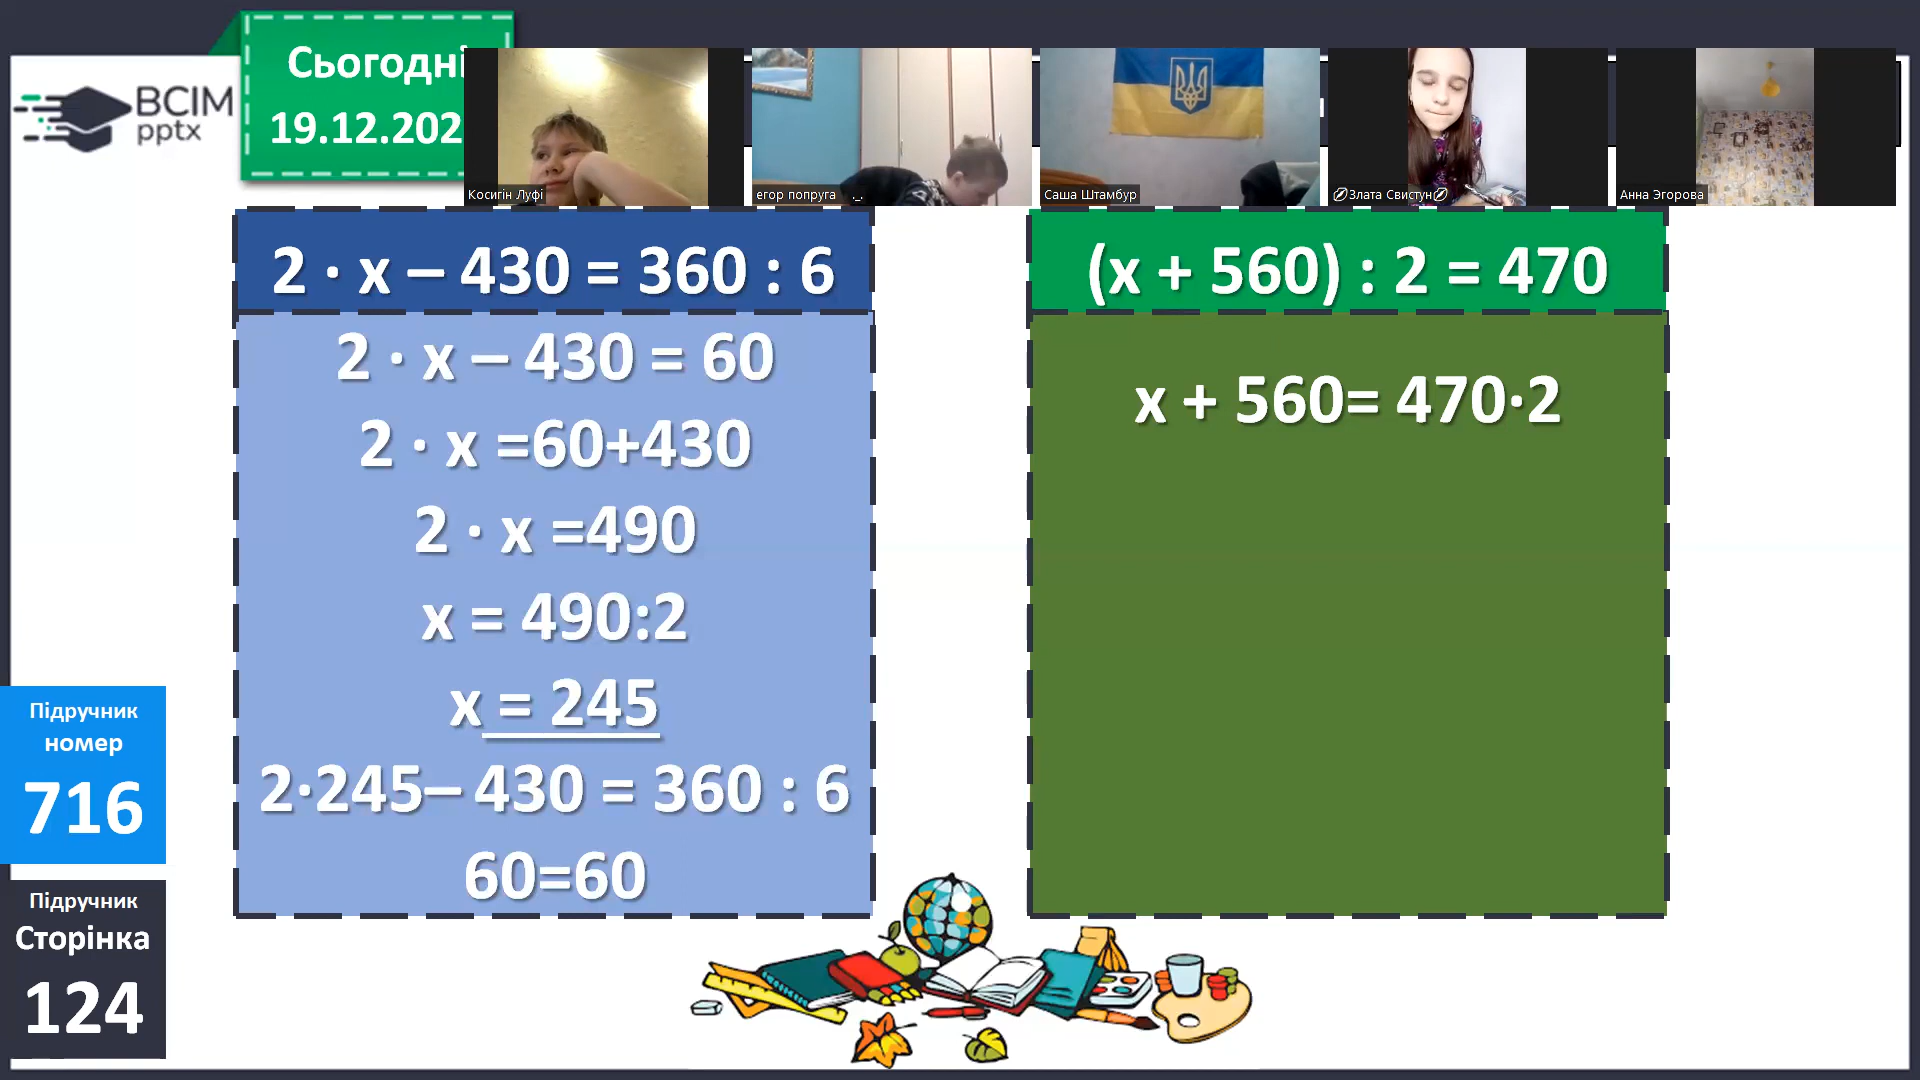 Сьогодні
19.12.202
ВСІМ
pptx
Косигін Луфі
егор попруга ._.
Саша Штамбур
Злата Свистун
Анна Эгорова
2 · х – 430 = 360 : 6
2 · х – 430 = 60
2 · х =60+430
2 · х =490
х = 490:2
х = 245
2·245– 430 = 360 : 6
60=60
(х + 560) : 2 = 470
х + 560= 470·2
Підручник
номер
716
Підручник
Сторінка
124